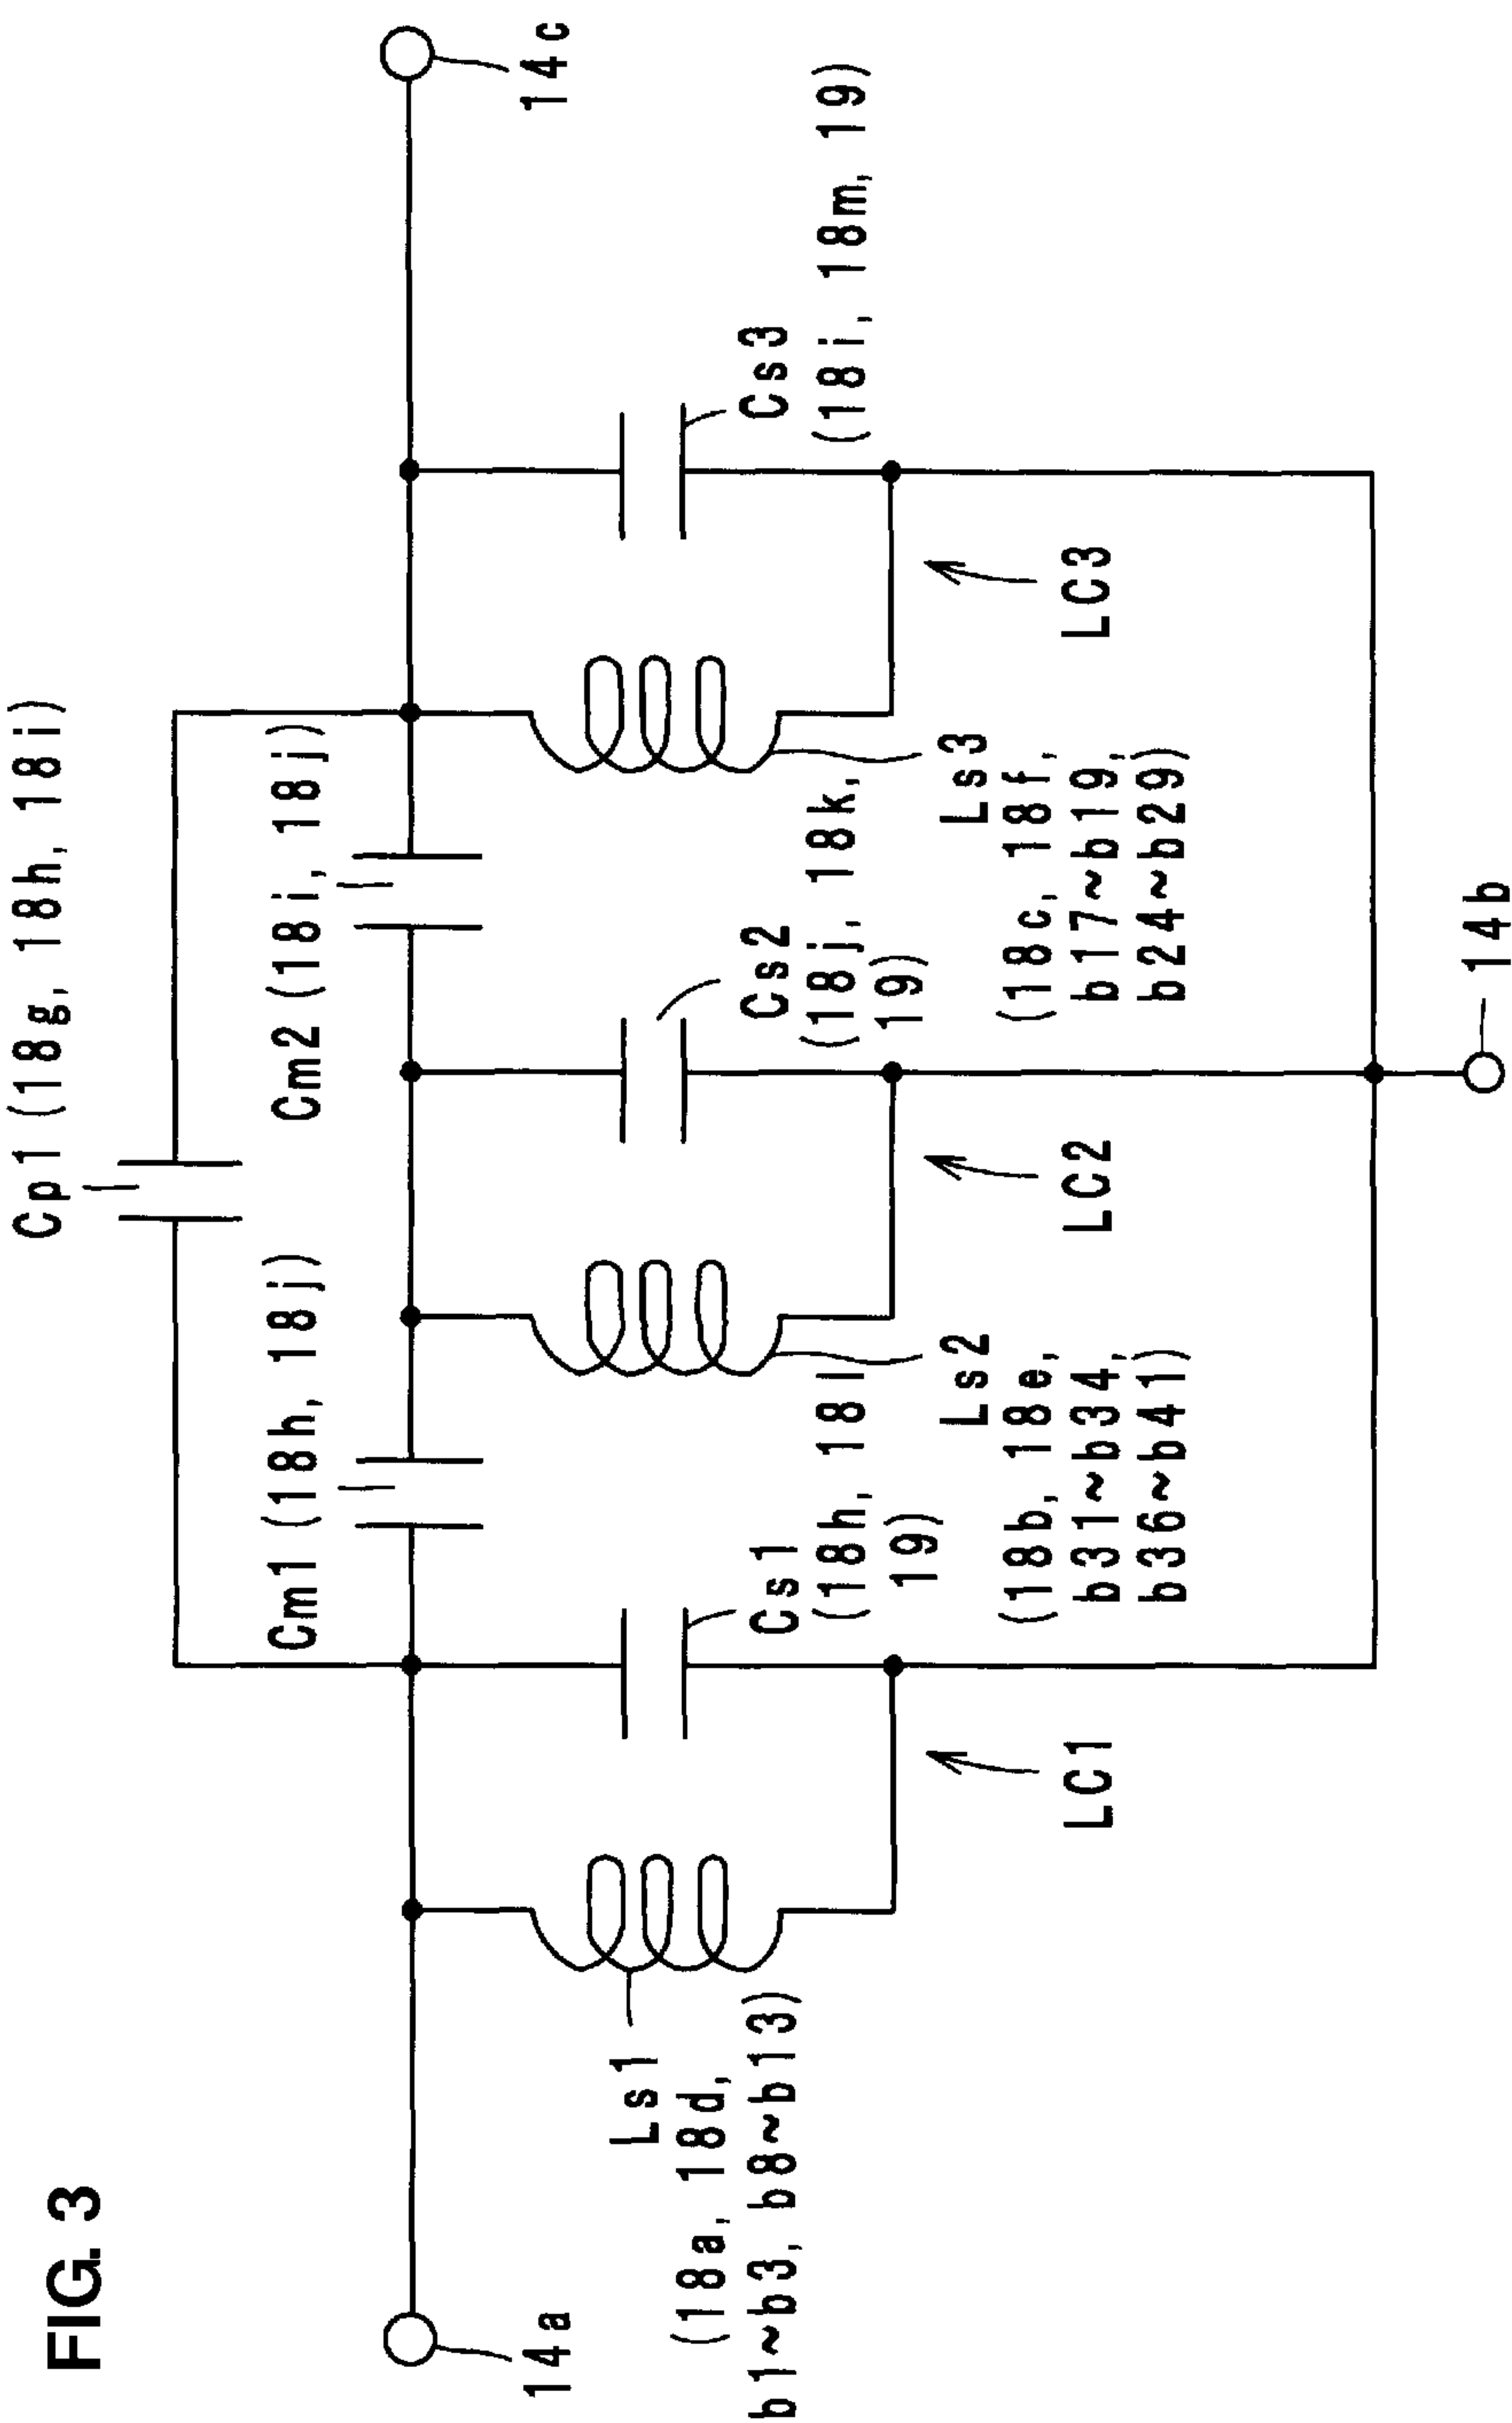 FIG. 3
Cp1 (18g, 18h, 18i)
Cm1 (18h, 18j)
Cm2 (18i, 18j)
14a
14c
Ls1
(18a, 18d,
b1~b3, b8~b13)
Cs1
(18h, 18l
19)
LC1
Ls2
(18b, 18e,
b31~b34,
b36~b41)
LC2
Cs2
(18j, 18k,
19)
Ls3
(18c, 18f,
b17~b19,
b24~b29)
LC3
Cs3
(18i, 18m, 19)
14b